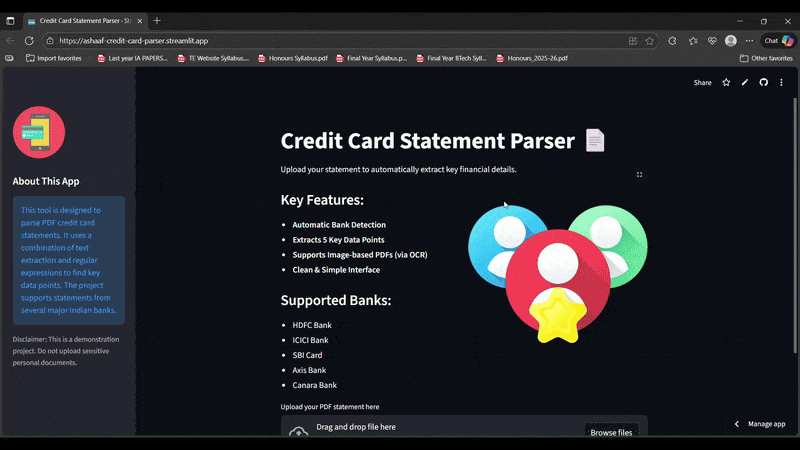 Credit Card Statement Parser - Str
https://ashaaf-credit-card-parser.streamlit.app
Chat
Import favorites
Last year IA PAPERS...
TE Website Syllabus...
Honours Syllabus.pdf
Final Year Syllabus.p...
Final Year BTech Syll...
Honours_2025-26.pdf
Other favorites
Share
About This App
This tool is designed to
parse PDF credit card
statements. It uses a
combination of text
extraction and regular
expressions to find key
data points. The project
supports statements from
several major Indian banks.
Disclaimer: This is a demonstration
project. Do not upload sensitive
personal documents.
Credit Card Statement Parser
Upload your statement to automatically extract key financial details.
Key Features:
• Automatic Bank Detection
• Extracts 5 Key Data Points
• Supports Image-based PDFs (via OCR)
• Clean & Simple Interface
Supported Banks:
• HDFC Bank
• ICICI Bank
• SBI Card
• Axis Bank
• Canara Bank
Upload your PDF statement here
Drag and drop file here
Browse files
Manage app